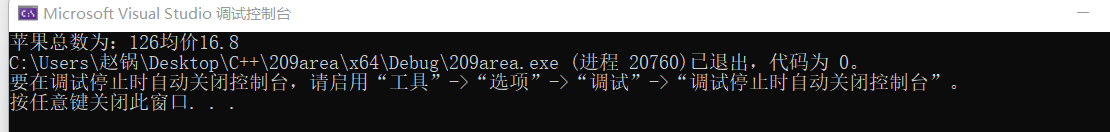 Microsoft Visual Studio 调试控制台
苹果总数为：126均价16.8
C:\Users\赵锅\Desktop\C++\209area\x64\Debug\209area.exe (进程 20760)已退出，代码为 0。
要在调试停止时自动关闭控制台，请启用“工具”->“选项”->“调试”->“调试停止时自动关闭控制台”。
按任意键关闭此窗口. . .